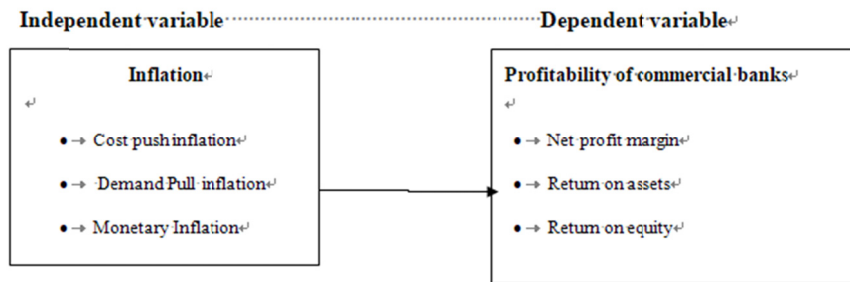 Independent variable Dependent variable
Inflation
Cost push inflation
Demand Pull inflation
Monetary Inflation
Profitability of commercial banks
Net profit margin
Return on assets
Return on equity